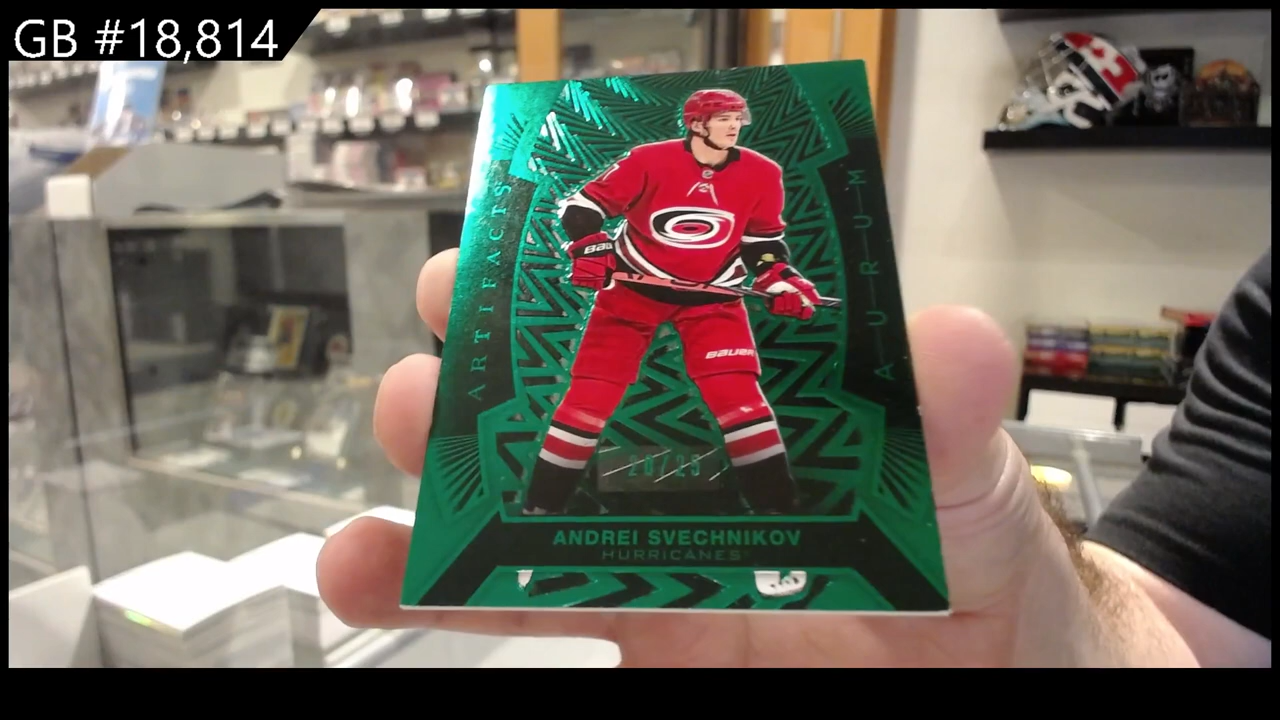 GB #18,814
ARTIFACTS
AURUM
BAUER
ANDREI SVECHNIKOV
HURRICANES